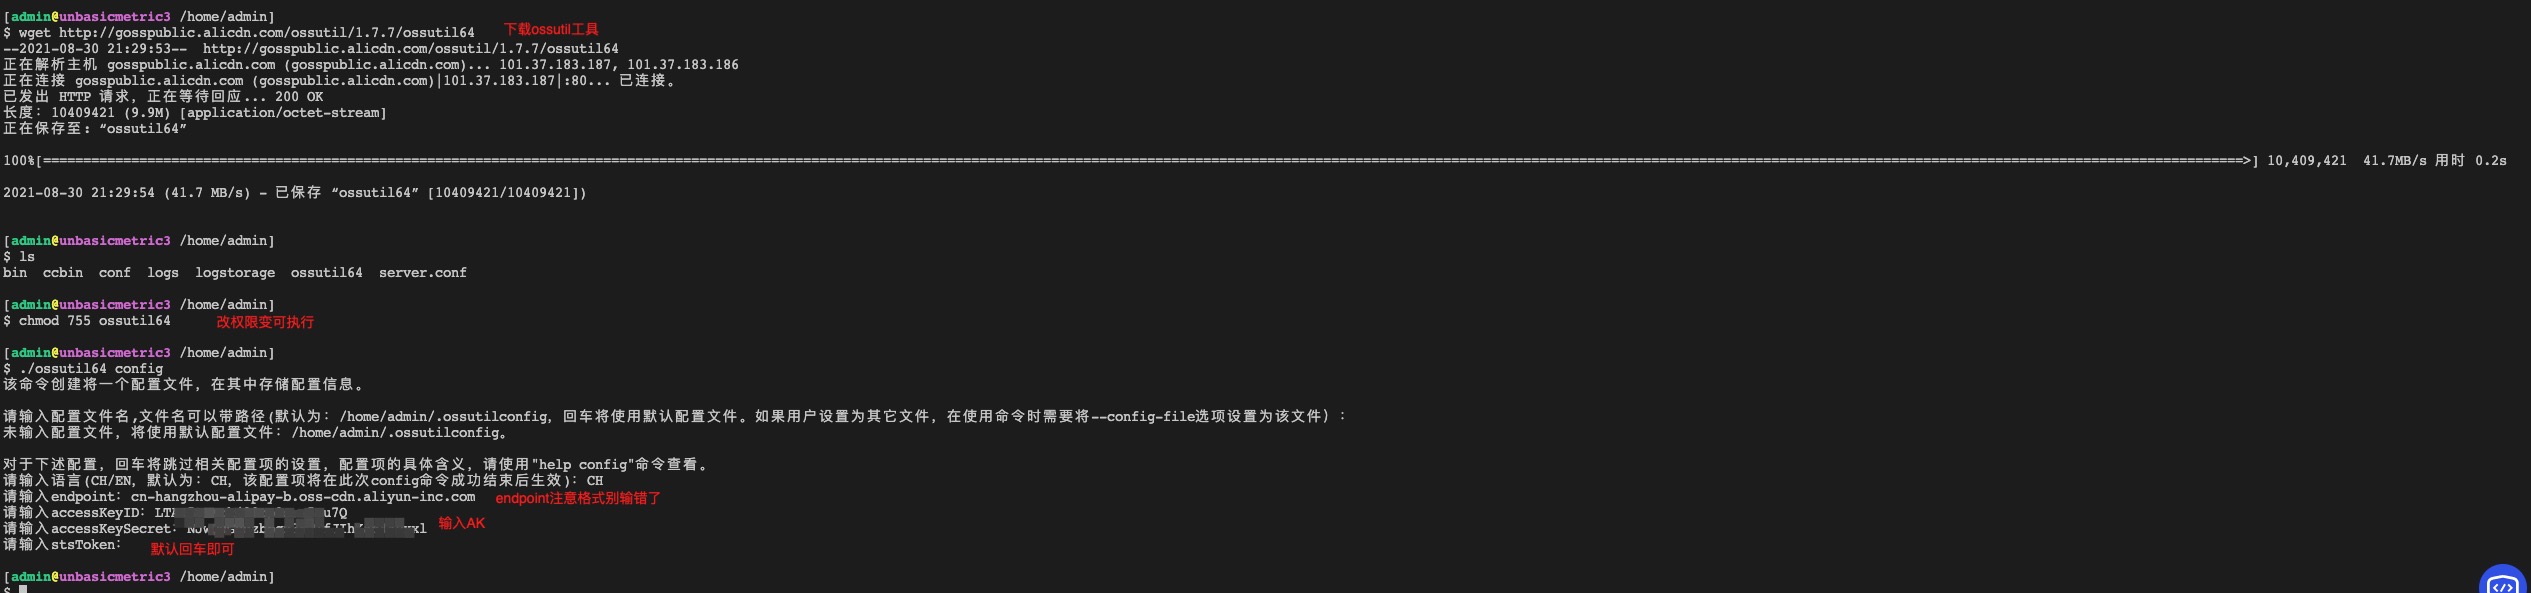 [admin@unbasicmetric3 /home/admin]
$ wget http://gosspublic.alicdn.com/ossutil/1.7.7/ossutil64 下载ossutil工具
--2021-08-30 21:29:53-- http://gosspublic.alicdn.com/ossutil/1.7.7/ossutil64
正在解析主机 gosspublic.alicdn.com (gosspublic.alicdn.com)... 101.37.183.187, 101.37.183.186
正在连接 gosspublic.alicdn.com (gosspublic.alicdn.com)|101.37.183.187|:80... 已连接。
已发出 HTTP 请求，正在等待回应... 200 OK
长度：10409421 (9.9M) [application/octet-stream]
正在保存至: “ossutil64”
100%[==================================================>] 10,409,421 41.7MB/s 用时 0.2s
2021-08-30 21:29:54 (41.7 MB/s) - 已保存 “ossutil64” [10409421/10409421])
[admin@unbasicmetric3 /home/admin]
$ ls
bin ccbin conf logs logstorage ossutil64 server.conf
[admin@unbasicmetric3 /home/admin]
$ chmod 755 ossutil64 改权限变可执行
[admin@unbasicmetric3 /home/admin]
$ ./ossutil64 config
该命令创建将一个配置文件，在其中存储配置信息。
请输入配置文件名,文件名可以带路径(默认为：/home/admin/.ossutilconfig，回车将使用默认配置文件。如果用户设置为其它文件，在使用命令时需要将--config-file选项设置为该文件）：
未输入配置文件，将使用默认配置文件：/home/admin/.ossutilconfig。
对于下述配置，回车将跳过相关配置项的设置，配置项的具体含义，请使用"help config"命令查看。
请输入语言(CH/EN，默认为：CH，该配置项将在此次config命令成功结束后生效)：CH
请输入endpoint：cn-hangzhou-alipay-b.oss-cdn.aliyun-inc.com endpoint注意格式别输错了
请输入accessKeyID：LTA u7Q
请输入accessKeySecret： xl 输入AK
请输入stsToken： 默认回车即可
[admin@unbasicmetric3 /home/admin]
$